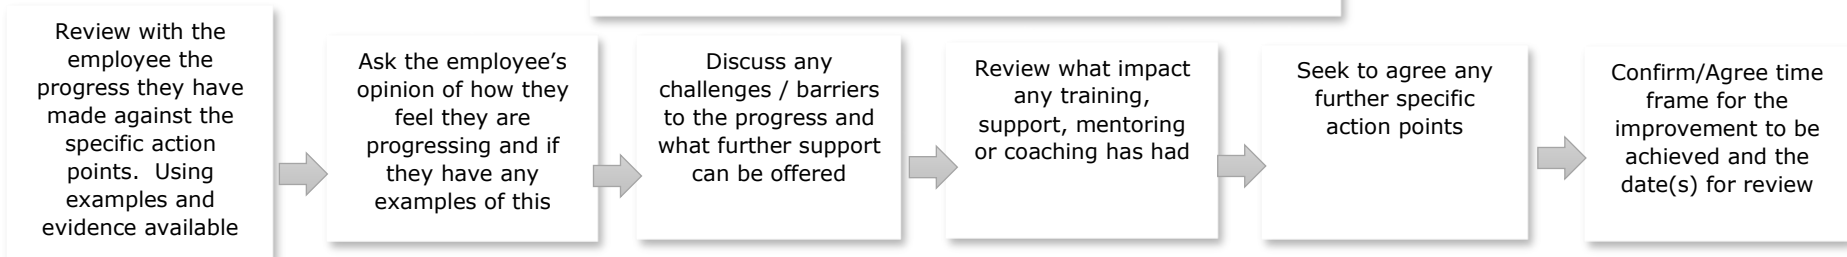 Review with the
employee the
progress they have
made against the
specific action
points.  Using
examples and
evidence available
Ask the employee’s
opinion of how they
feel they are
progressing and if
they have any
examples of this
Discuss any
challenges / barriers
to the progress and
what further support
can be offered
Review what impact
any training,
support, mentoring
or coaching has had
Seek to agree any
further specific
action points
Confirm/Agree time
frame for the
improvement to be
achieved and the
date(s) for review